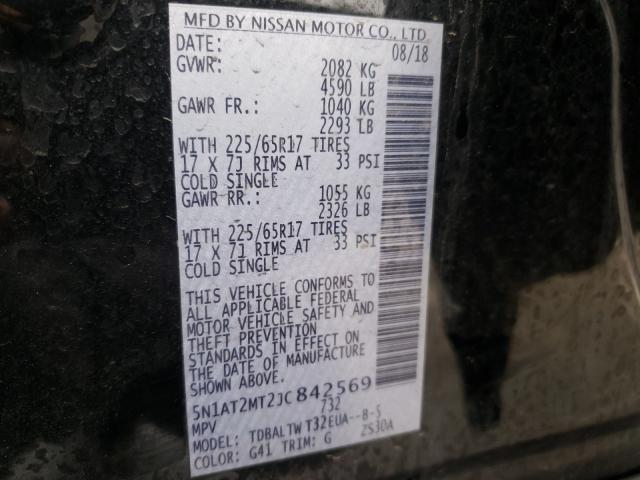 MFD BY NISSAN MOTOR CO., LTD
DATE: 08/18
GVWR: 2082 KG
4590 LB
GAWR FR.: 1040 KG
2293 LB
WITH 225/65R17 TIRES
17 X 7J RIMS AT 33 PSI
COLD SINGLE
GAWR RR.: 1055 KG
2326 LB
WITH 225/65R17 TIRES
17 X 7J RIMS AT 33 PSI
COLD SINGLE
THIS VEHICLE CONFORMS TO
ALL APPLICABLE FEDERAL
MOTOR VEHICLE SAFETY AND
THEFT PREVENTION
STANDARDS IN EFFECT ON
THE DATE OF MANUFACTURE
SHOWN ABOVE.
5N1AT2MT2JC842569
MPV 732
MODEL: TDBALTWT32EUA--B-S
COLOR: G41 TRIM: G 2S30A